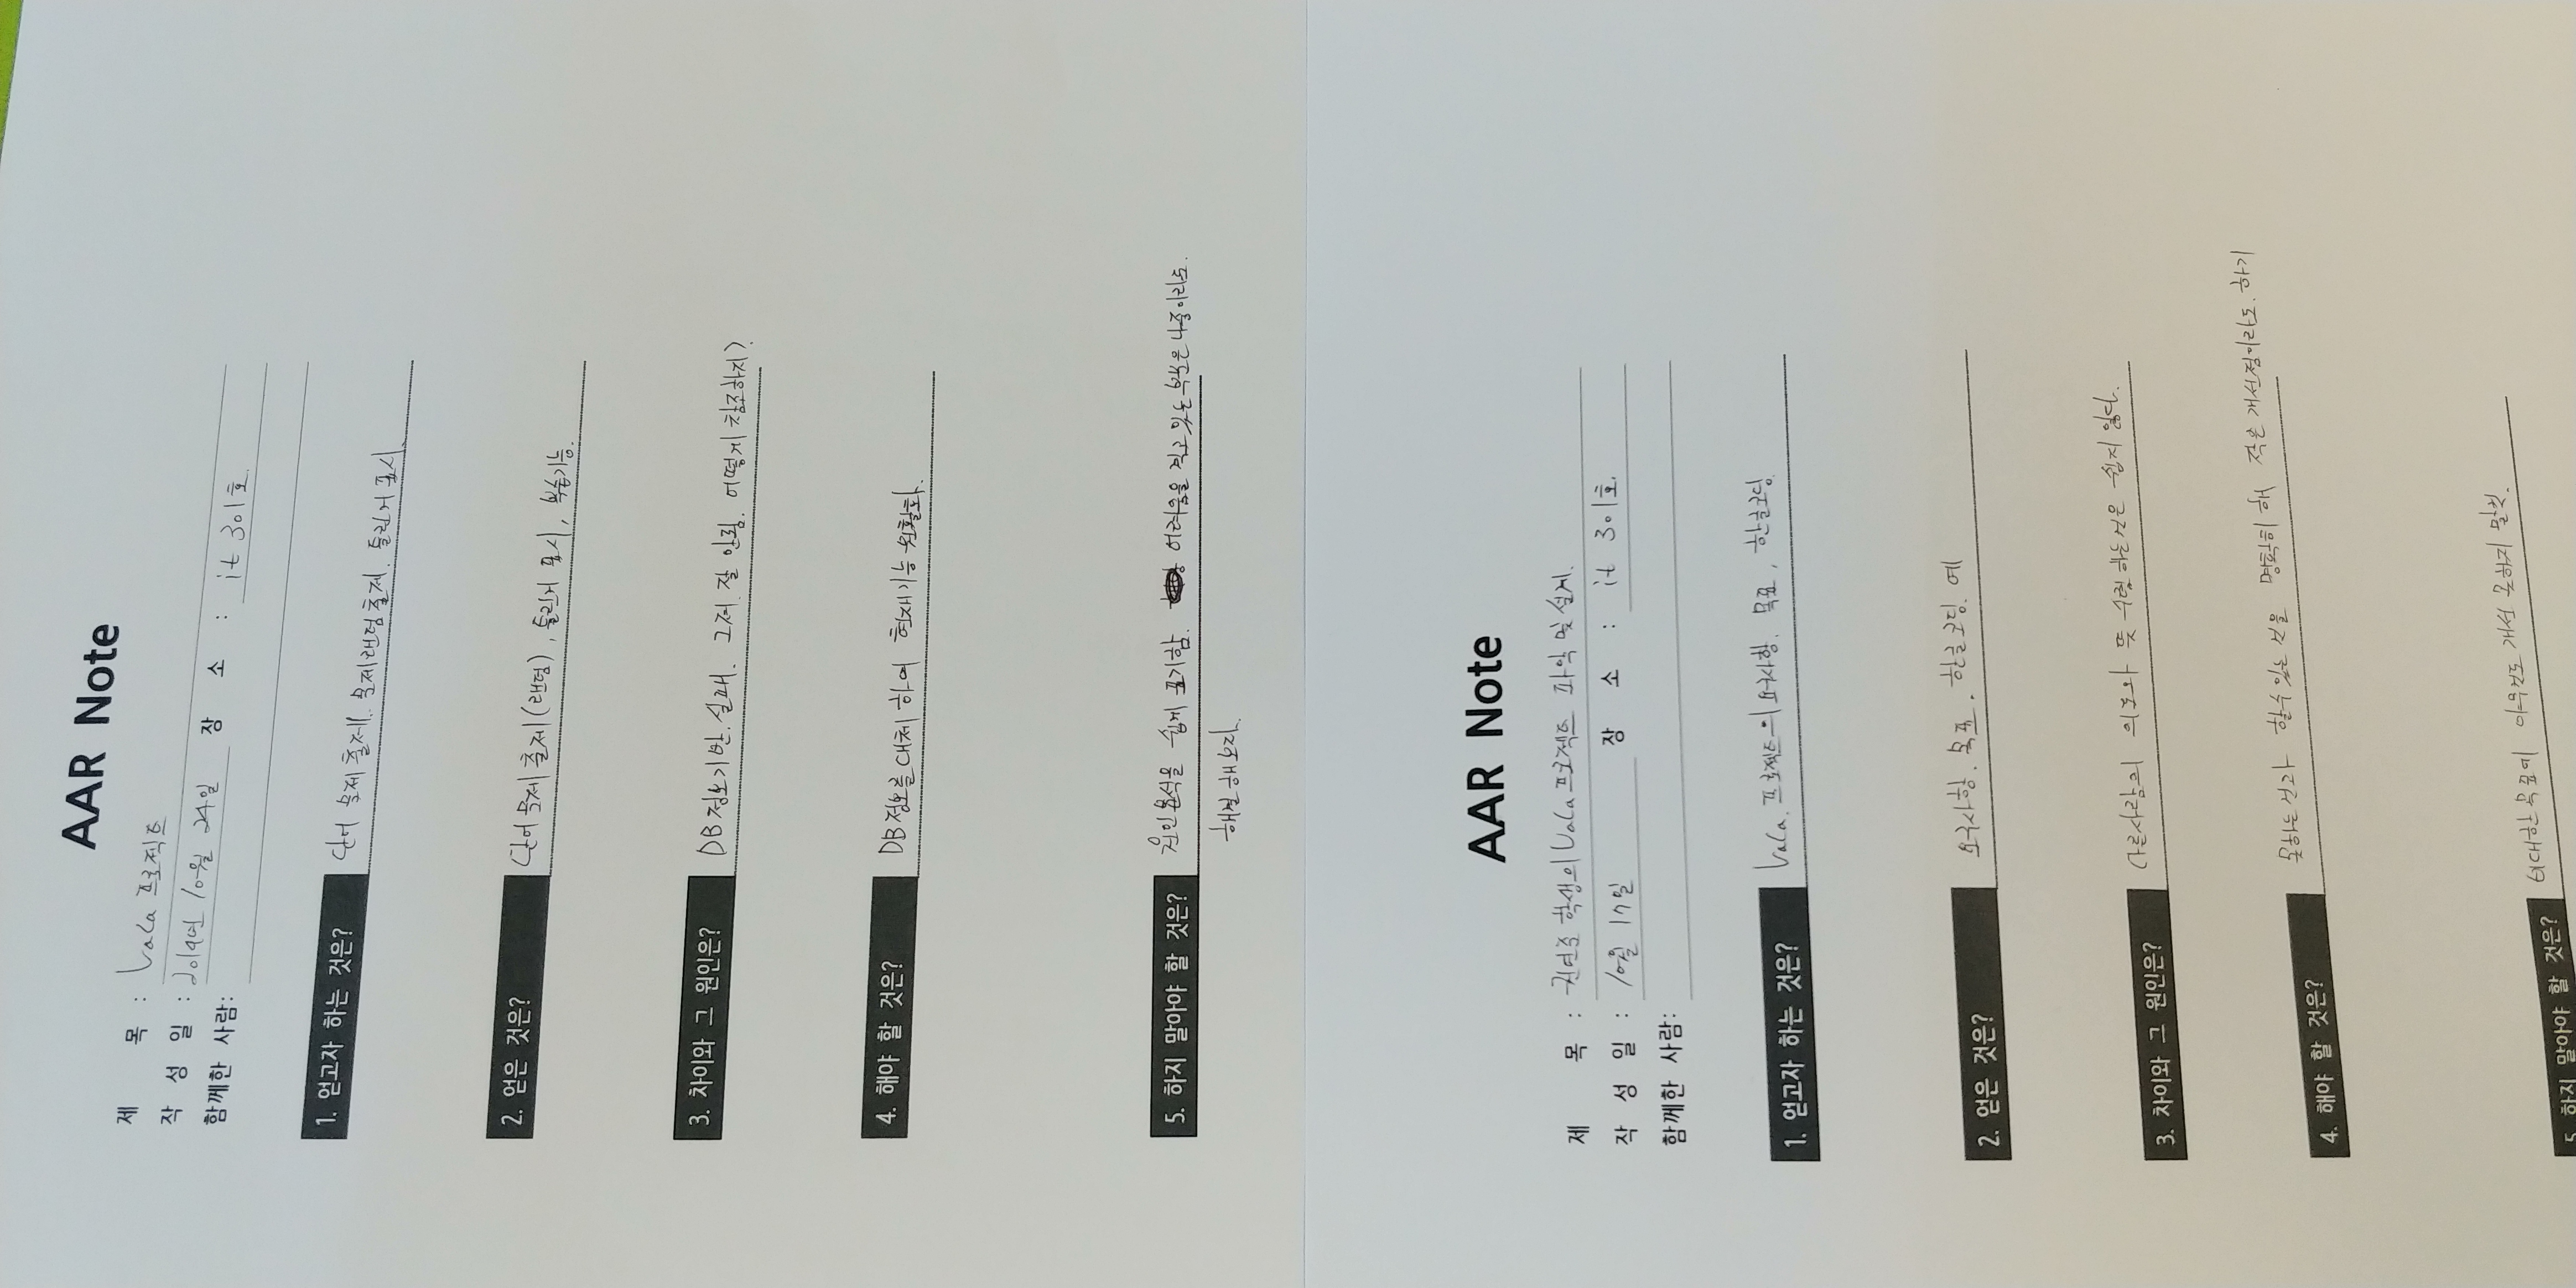 AAR Note
제 목 : VaCa 프로젝트
작 성 일 : 2019년 10월 24일 장 소 : it 301호.
함께한 사람:
1. 얻고자 하는 것은? 단어 문제 출제. 문제 랜덤 출제. 틀린거 표시.
2. 얻은 것은? 단어 문제 출제(랜덤), 틀린거 표시, 복습기능.
3. 차이와 그 원인은? DB정보기반. 실패. 그저 잘 안됨. 어떻게 참조하지?
4. 해야 할 것은? DB정보를 대체 하여 현재기능 원활화.
5. 하지 말아야 할 것은? 원인분석을 쉽게 포기함. 어려움을 겪고 있는 부분은 나중이라도.
해결해보자.
AAR Note
제 목 : 학생의 VaCa 프로젝트 파악 및 설계.
작 성 일 : 10월 17일 장 소 : it 301호.
함께한 사람:
1. 얻고자 하는 것은? VaCa. 프로젝트의 요구사항. 목표, 한글코딩.
2. 얻은 것은? 요구사항. 목표. 한글코딩. 예
3. 차이와 그 원인은? 다른사람의 의도와 뜻 수렴하는것은 쉽지 않다.
4. 해야 할 것은? 못하는것과 할수있는 것을 명확히 해 적은 개선점이라도. 하기
5. 하지 말아야 할 것은? 거대한 목표에 아무것도 개선 못하지 말것.